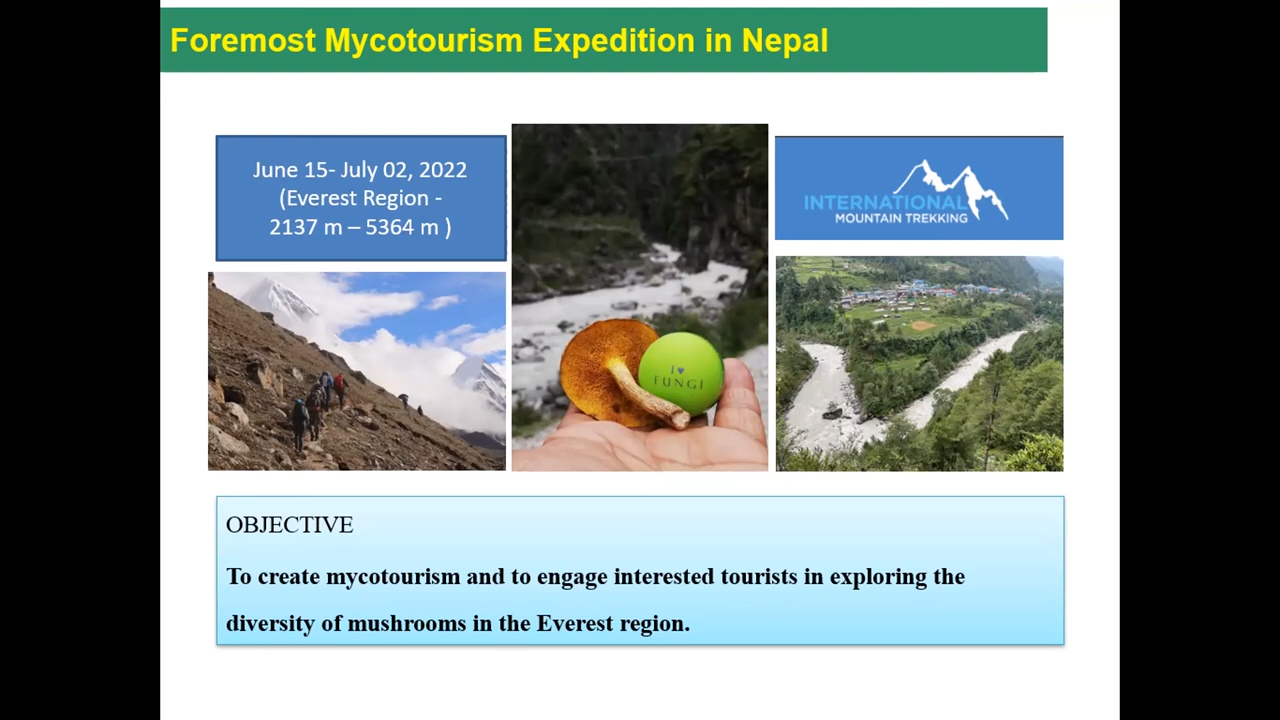 Foremost Mycotourism Expedition in Nepal
June 15- July 02, 2022
(Everest Region -
2137 m – 5364 m )
INTERNATIONAL
MOUNTAIN TREKKING
I
FUNGI
OBJECTIVE
To create mycotourism and to engage interested tourists in exploring the
diversity of mushrooms in the Everest region.